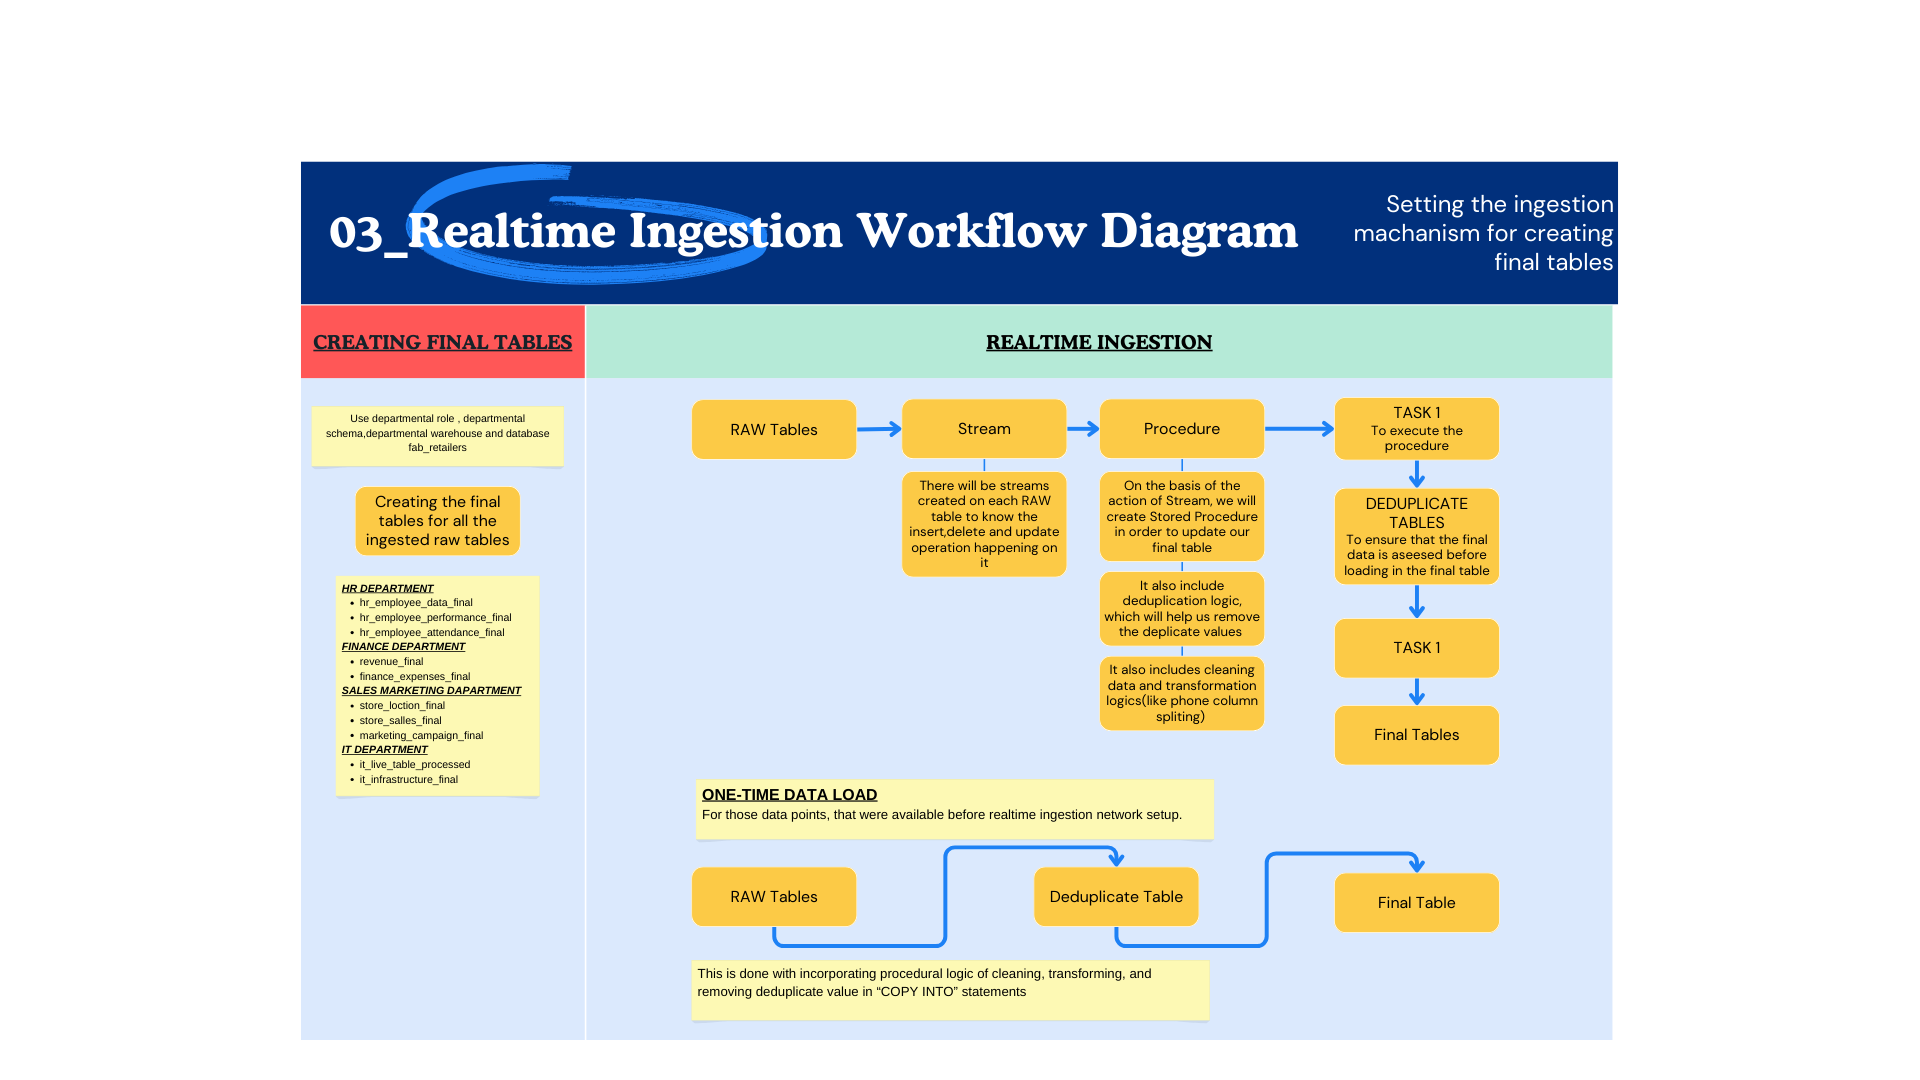 03_Realtime Ingestion Workflow Diagram
Setting the ingestion
machanism for creating
final tables
CREATING FINAL TABLES
REALTIME INGESTION
Use departmental role , departmental
schema,departmental warehouse and database
fab_retailers
Creating the final
tables for all the
ingested raw tables
HR DEPARTMENT
• hr_employee_data_final
• hr_employee_performance_final
• hr_employee_attendance_final
FINANCE DEPARTMENT
• revenue_final
• finance_expenses_final
SALES MARKETING DAPARTMENT
• store_loction_final
• store_salles_final
• marketing_campaign_final
IT DEPARTMENT
• it_live_table_processed
• it_infrastructure_final
RAW Tables
Stream
There will be streams
created on each RAW
table to know the
insert,delete and update
operation happening on
it
Procedure
On the basis of the
action of Stream, we will
create Stored Procedure
in order to update our
final table
It also include
deduplication logic,
which will help us remove
the deplicate values
It also includes cleaning
data and transformation
logics(like phone column
spliting)
TASK 1
To execute the
procedure
DEDUPLICATE
TABLES
To ensure that the final
data is aseesed before
loading in the final table
TASK 1
Final Tables
ONE-TIME DATA LOAD
For those data points, that were available before realtime ingestion network setup.
RAW Tables
Deduplicate Table
Final Table
This is done with incorporating procedural logic of cleaning, transforming, and
removing deduplicate value in “COPY INTO” statements